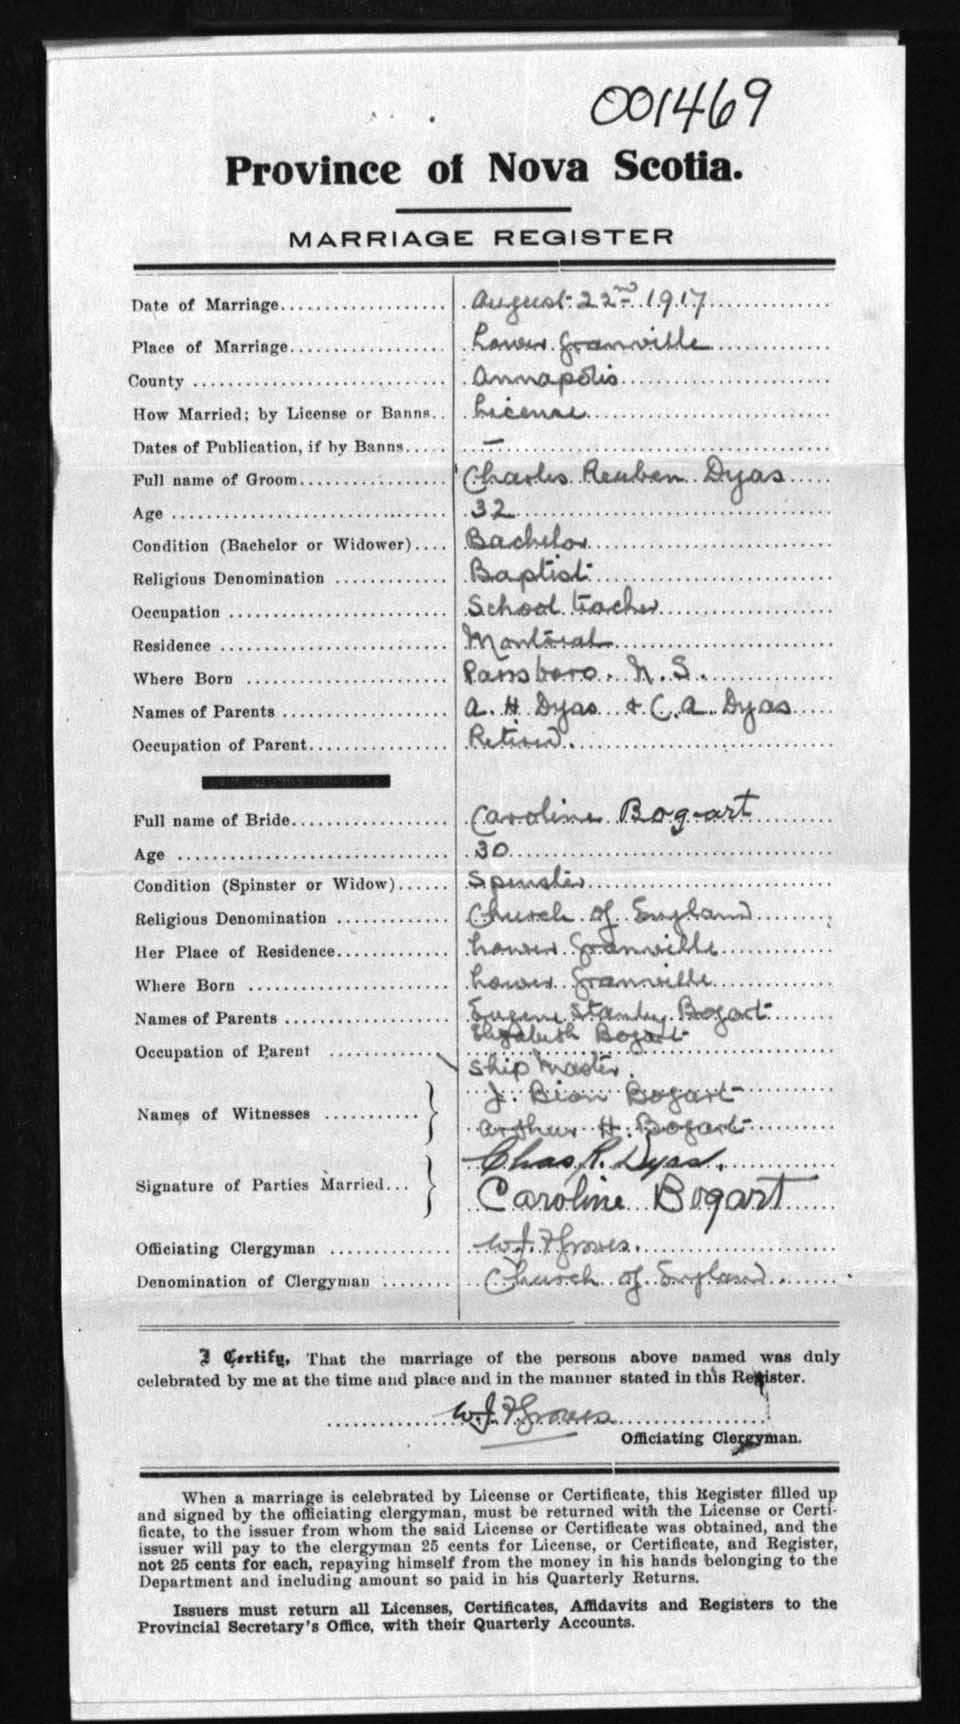 001469
Province of Nova Scotia.
MARRIAGE REGISTER
Date of Marriage August 22nd 1917
Place of Marriage Lower Granville
County Annapolis
How Married; by License or Banns License
Dates of Publication, if by Banns —
Full name of Groom Charles Reuben Dyas
Age 32
Condition (Bachelor or Widower) Bachelor
Religious Denomination Baptist
Occupation School teacher
Residence Montreal
Where Born Parrsboro. N. S.
Names of Parents A. H. Dyas & C. A. Dyas
Occupation of Parent Retired.
Full name of Bride Caroline Bogart
Age 30
Condition (Spinster or Widow) Spinster
Religious Denomination Church of England
Her Place of Residence Lower Granville
Where Born Lower Granville
Names of Parents Eugene Stanley Bogart
Elizabeth Bogart
Occupation of Parent Ship Master.
Names of Witnesses J. Bion Bogart
Arthur H. Bogart
Signature of Parties Married Chas. R. Dyas.
Caroline Bogart
Officiating Clergyman W. J. Groves.
Denomination of Clergyman Church of England
I Certify, That the marriage of the persons above named was duly
celebrated by me at the time and place and in the manner stated in this Register.
W. J. Groves
Officiating Clergyman.
When a marriage is celebrated by License or Certificate, this Register filled up
and signed by the officiating clergyman, must be returned with the License or Certi-
ficate, to the issuer from whom the said License or Certificate was obtained, and the
issuer will pay to the clergyman 25 cents for License, or Certificate, and Register,
not 25 cents for each, repaying himself from the money in his hands belonging to the
Department and including amount so paid in his Quarterly Returns.
Issuers must return all Licenses, Certificates, Affidavits and Registers to the
Provincial Secretary's Office, with their Quarterly Accounts.